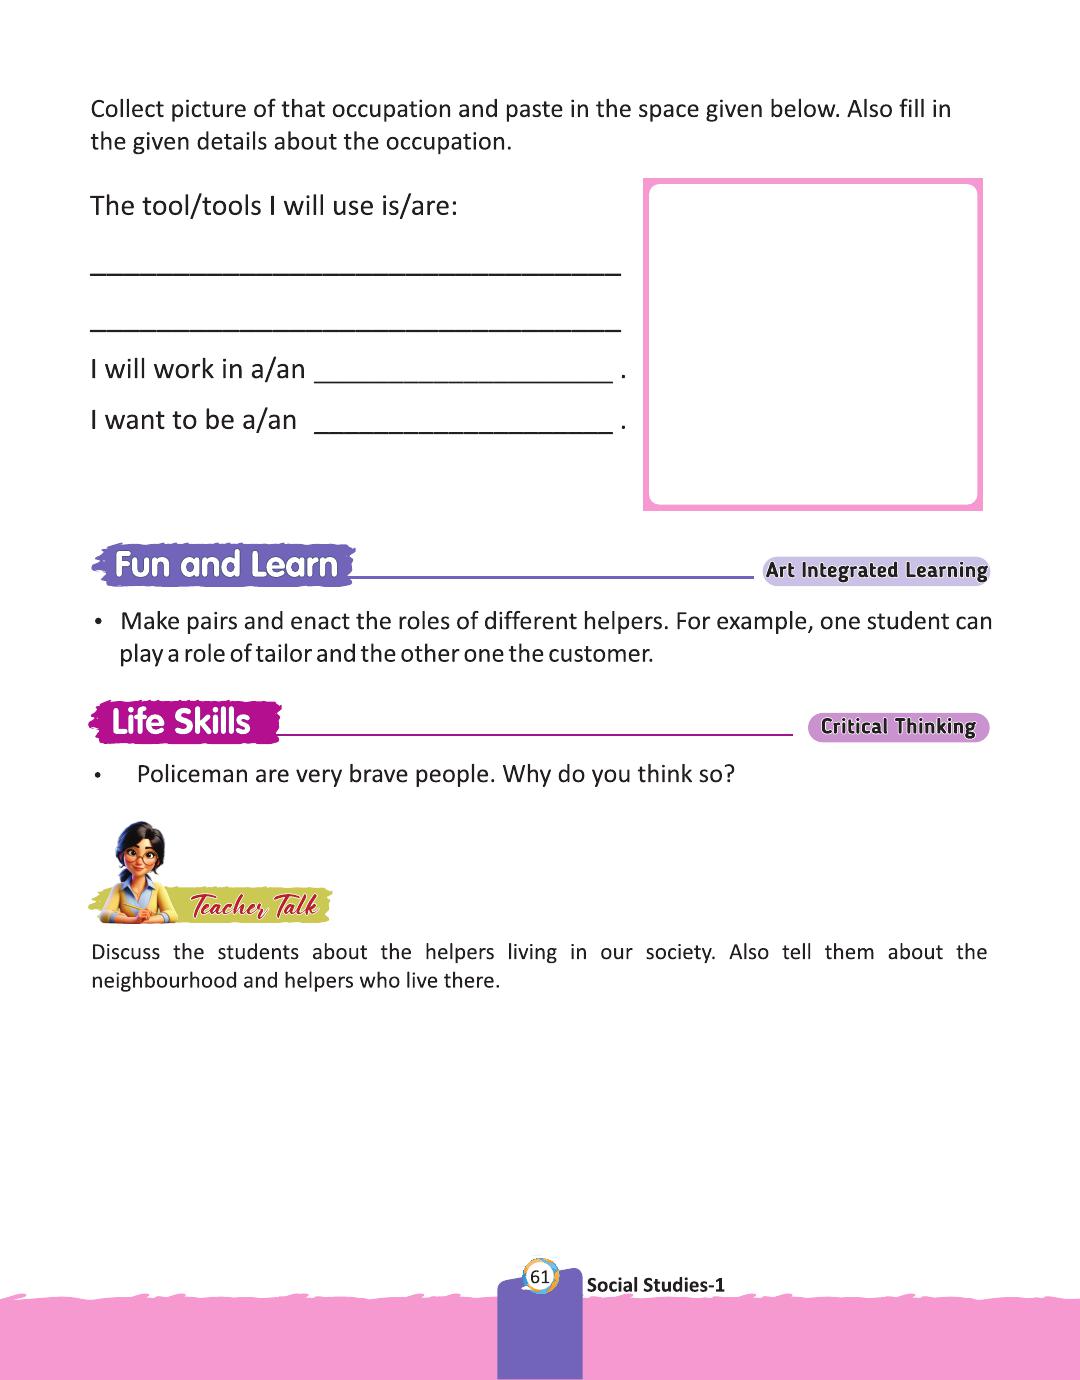 Collect picture of that occupation and paste in the space given below. Also fill in
the given details about the occupation.
The tool/tools I will use is/are:
I will work in a/an ____________________ .
I want to be a/an ____________________ .
Fun and Learn
Art Integrated Learning
• Make pairs and enact the roles of different helpers. For example, one student can
play a role of tailor and the other one the customer.
Life Skills
Critical Thinking
• Policeman are very brave people. Why do you think so?
Teacher Talk
Discuss the students about the helpers living in our society. Also tell them about the
neighbourhood and helpers who live there.
61
Social Studies-1